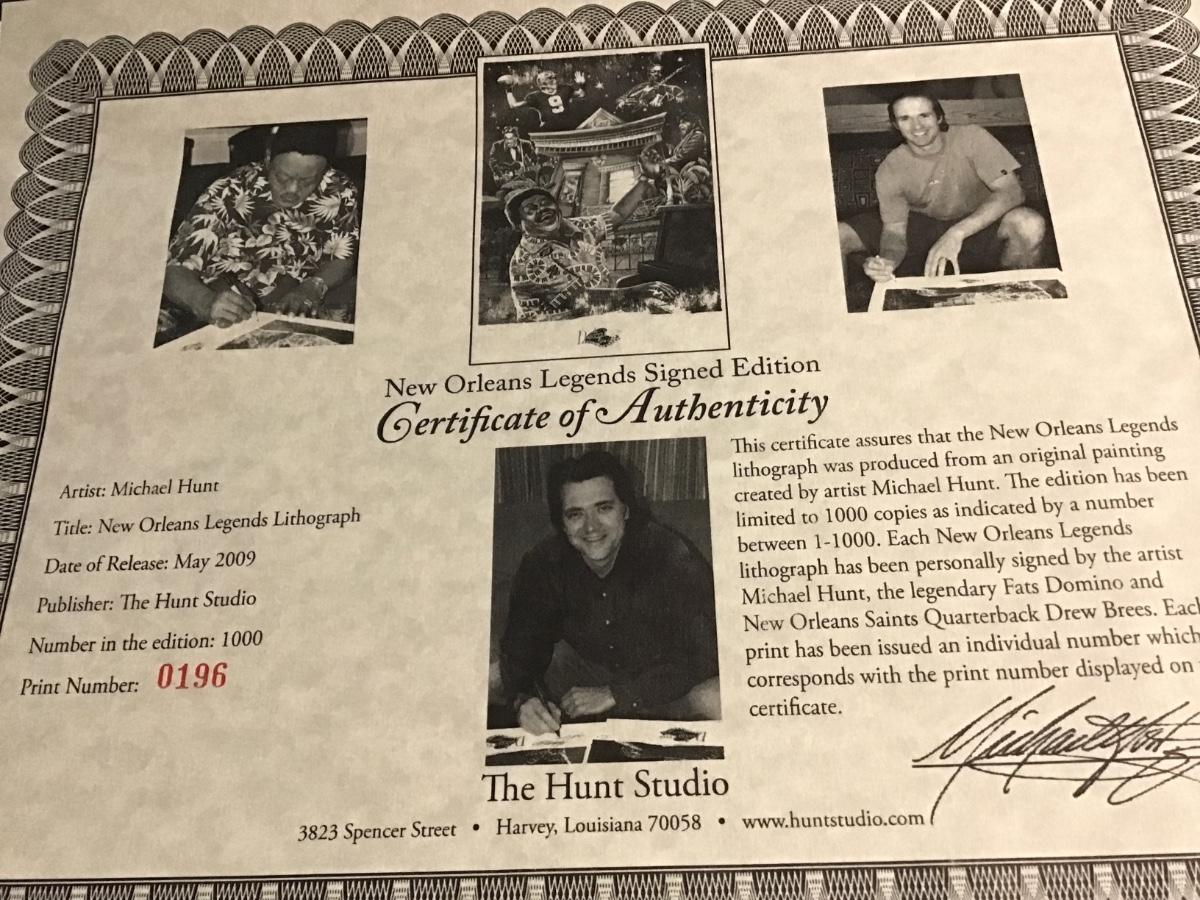 9
New Orleans Legends Signed Edition
Certificate of Authenticity
Artist: Michael Hunt
Title: New Orleans Legends Lithograph
Date of Release: May 2009
Publisher: The Hunt Studio
Number in the edition: 1000
Print Number: 0196
This certificate assures that the New Orleans Legends
lithograph was produced from an original painting
created by artist Michael Hunt. The edition has been
limited to 1000 copies as indicated by a number
between 1-1000. Each New Orleans Legends
lithograph has been personally signed by the artist
Michael Hunt, the legendary Fats Domino and
New Orleans Saints Quarterback Drew Brees. Each
print has been issued an individual number which
corresponds with the print number displayed on
certificate.
Michael Hunt
The Hunt Studio
3823 Spencer Street • Harvey, Louisiana 70058 • www.huntstudio.com